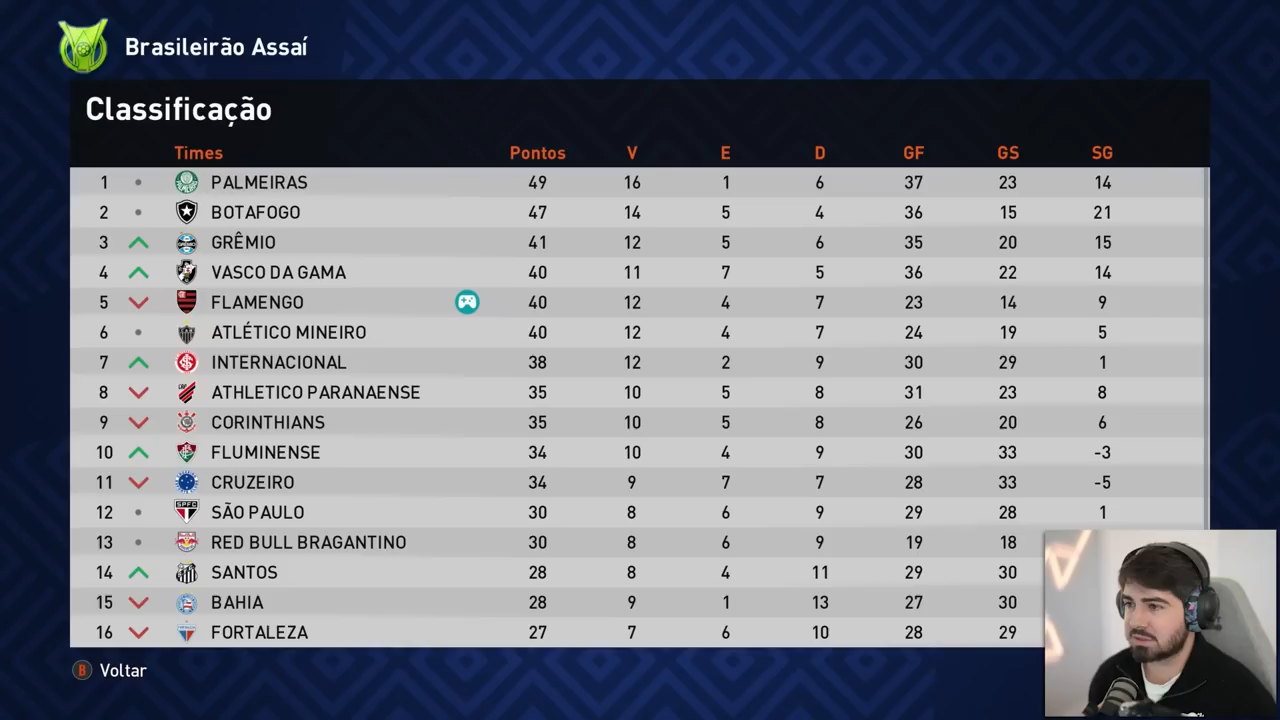 Brasileirão Assaí
Classificação
Times Pontos V E D GF GS SG
1 PALMEIRAS 49 16 1 6 37 23 14
2 BOTAFOGO 47 14 5 4 36 15 21
3 GRÊMIO 41 12 5 6 35 20 15
4 VASCO DA GAMA 40 11 7 5 36 22 14
5 FLAMENGO 40 12 4 7 23 14 9
6 ATLÉTICO MINEIRO 40 12 4 7 24 19 5
7 INTERNACIONAL 38 12 2 9 30 29 1
8 ATHLETICO PARANAENSE 35 10 5 8 31 23 8
9 CORINTHIANS 35 10 5 8 26 20 6
10 FLUMINENSE 34 10 4 9 30 33 -3
11 CRUZEIRO 34 9 7 7 28 33 -5
12 SÃO PAULO 30 8 6 9 29 28 1
13 RED BULL BRAGANTINO 30 8 6 9 19 18
14 SANTOS 28 8 4 11 29 30
15 BAHIA 28 9 1 13 27 30
16 FORTALEZA 27 7 6 10 28 29
B Voltar